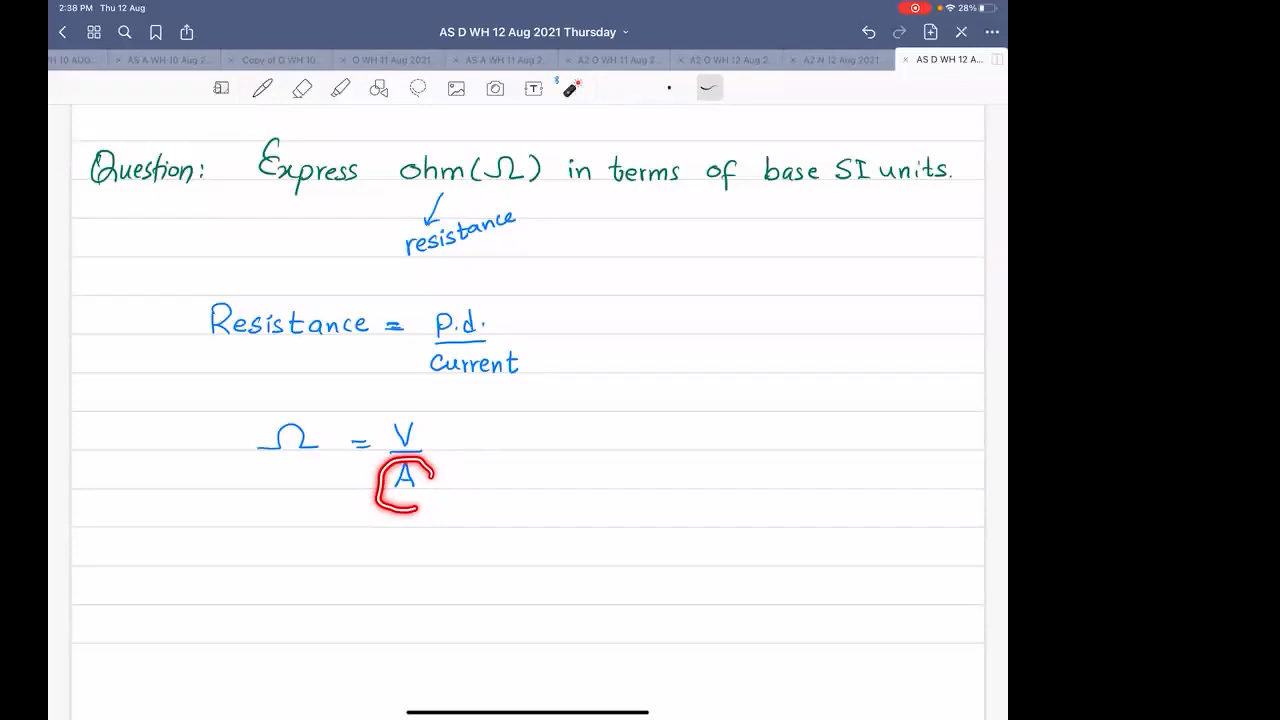 2:38 PM Thu 12 Aug
28%
AS D WH 12 Aug 2021 Thursday
WH 10 AUG... AS A WH 10 Aug 2... Copy of O WH 10... O WH 11 Aug 2021 AS A WH 11 Aug 2... A2 O WH 11 Aug 2... A2 O WH 12 Aug 2... A2 N 12 Aug 2021 AS D WH 12 A...
Question: Express ohm (Ω) in terms of base SI units.
resistance
Resistance = p.d.
current
Ω = V
A